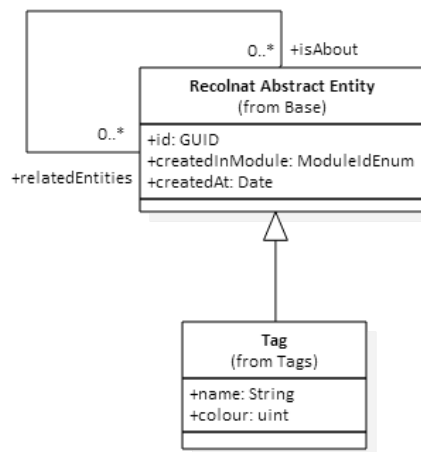 0..* +isAbout
Recolnat Abstract Entity
(from Base)
0..*
+id: GUID
+createdInModule: ModuleIdEnum
+relatedEntities
+createdAt: Date
Tag
(from Tags)
+name: String
+colour: uint